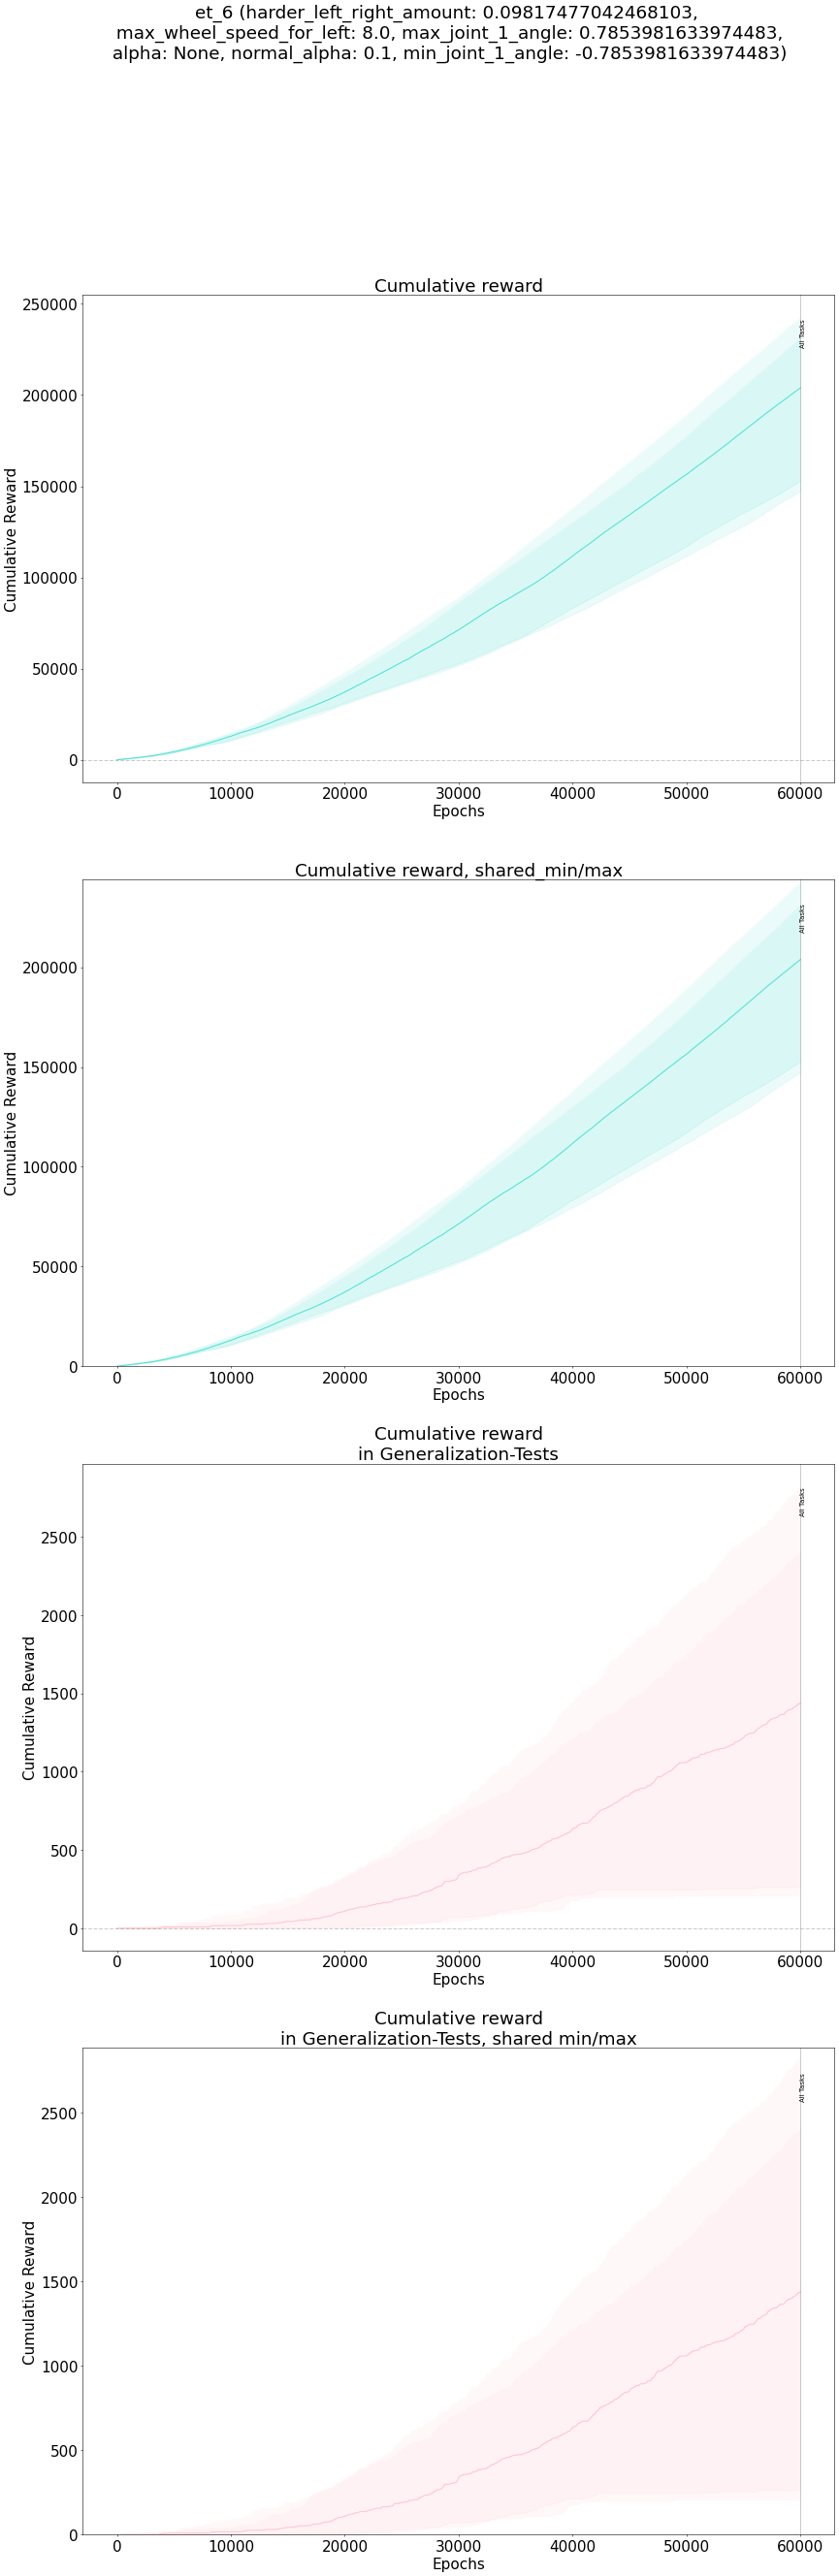 et_6 (harder_left_right_amount: 0.09817477042468103,
max_wheel_speed_for_left: 8.0, max_joint_1_angle: 0.7853981633974483,
alpha: None, normal_alpha: 0.1, min_joint_1_angle: -0.7853981633974483)
Cumulative reward
250000
200000
150000
100000
50000
0
Cumulative Reward
All Tasks
0 10000 20000 30000 40000 50000 60000
Epochs
Cumulative reward, shared_min/max
200000
150000
100000
50000
0
Cumulative Reward
All Tasks
0 10000 20000 30000 40000 50000 60000
Epochs
Cumulative reward
in Generalization-Tests
2500
2000
1500
1000
500
0
Cumulative Reward
All Tasks
0 10000 20000 30000 40000 50000 60000
Epochs
Cumulative reward
in Generalization-Tests, shared min/max
2500
2000
1500
1000
500
0
Cumulative Reward
All Tasks
0 10000 20000 30000 40000 50000 60000
Epochs